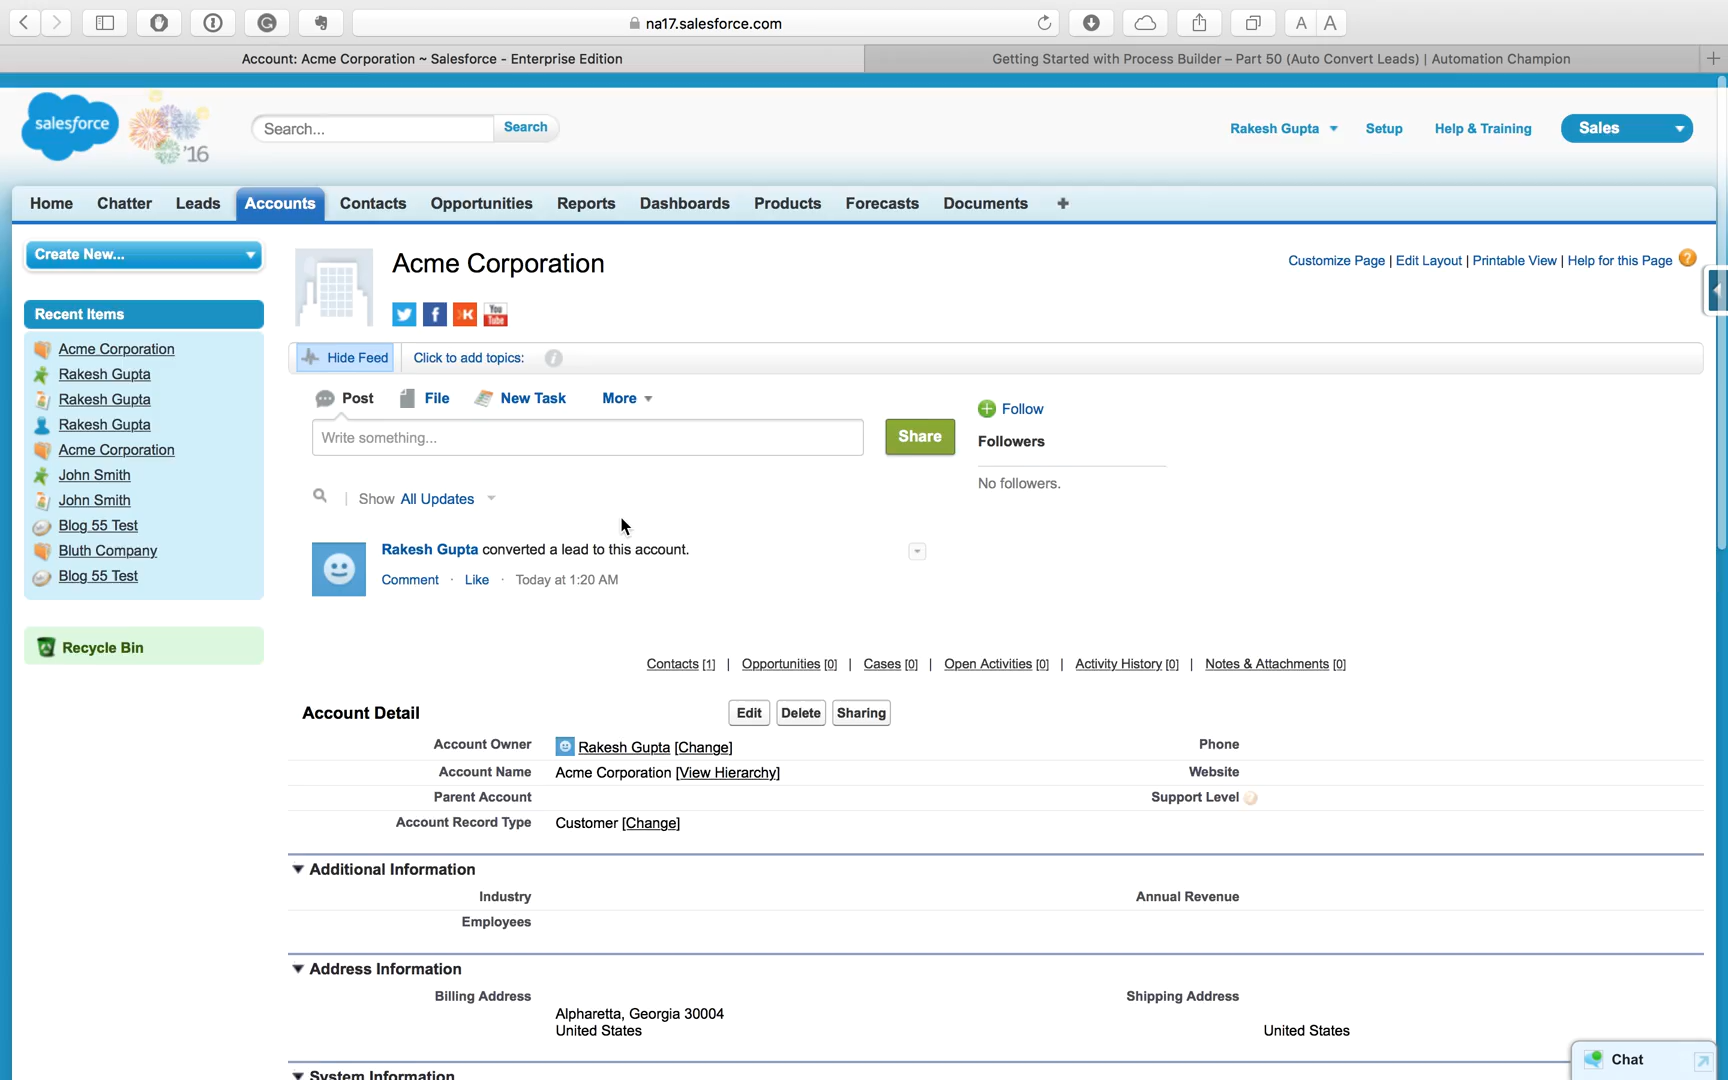 na17.salesforce.com
A A
Account: Acme Corporation ~ Salesforce - Enterprise Edition
Getting Started with Process Builder – Part 50 (Auto Convert Leads) | Automation Champion
salesforce
'16
Search...
Search
Rakesh Gupta
Setup
Help & Training
Sales
Home
Chatter
Leads
Accounts
Contacts
Opportunities
Reports
Dashboards
Products
Forecasts
Documents
Create New...
Recent Items
Acme Corporation
Rakesh Gupta
Rakesh Gupta
Rakesh Gupta
Acme Corporation
John Smith
John Smith
Blog 55 Test
Bluth Company
Blog 55 Test
Recycle Bin
Acme Corporation
Customize Page | Edit Layout | Printable View | Help for this Page
You
Tube
Hide Feed
Click to add topics:
Post
File
New Task
More
Write something...
Share
Follow
Followers
No followers.
Show All Updates
Rakesh Gupta converted a lead to this account.
Comment · Like · Today at 1:20 AM
Contacts [1] | Opportunities [0] | Cases [0] | Open Activities [0] | Activity History [0] | Notes & Attachments [0]
Account Detail
Edit
Delete
Sharing
Account Owner Rakesh Gupta [Change]
Phone
Account Name Acme Corporation [View Hierarchy]
Website
Parent Account
Support Level
Account Record Type Customer [Change]
Additional Information
Industry
Annual Revenue
Employees
Address Information
Billing Address
Shipping Address
Alpharetta, Georgia 30004
United States
United States
System Information
Chat